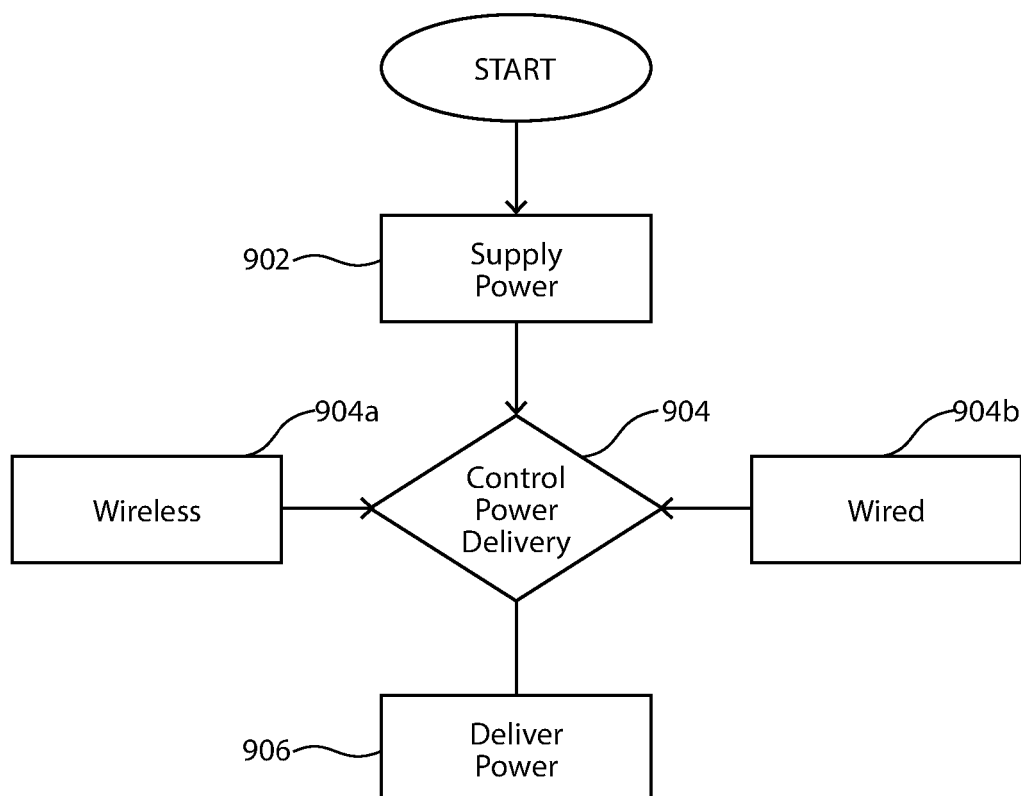 START
902
Supply
Power
904a
904
904b
Wireless
Control
Power
Delivery
Wired
906
Deliver
Power